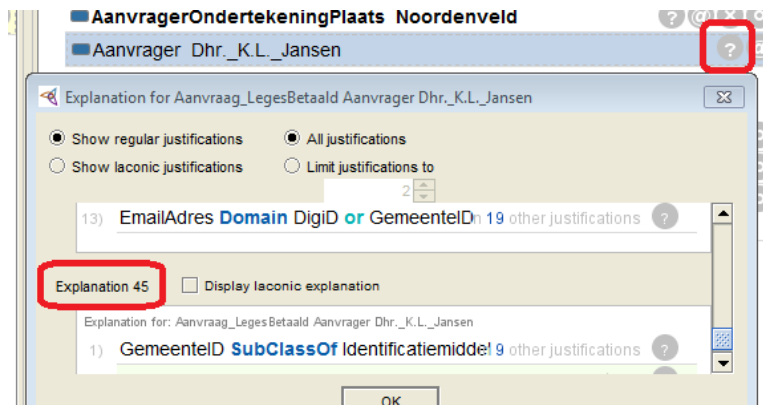 AanvragerOndertekeningPlaats Noordenveld
? @ X
Aanvrager Dhr._K.L._Jansen
?
Explanation for Aanvraag_LegesBetaald Aanvrager Dhr._K.L._Jansen
Show regular justifications All justifications
Show laconic justifications Limit justifications to
2
13) EmailAdres Domain DigiD or GemeenteID 19 other justifications ?
Explanation 45 Display laconic explanation
Explanation for: Aanvraag_LegesBetaald Aanvrager Dhr._K.L._Jansen
1) GemeenteID SubClassOf Identificatiemiddel 9 other justifications ?
OK